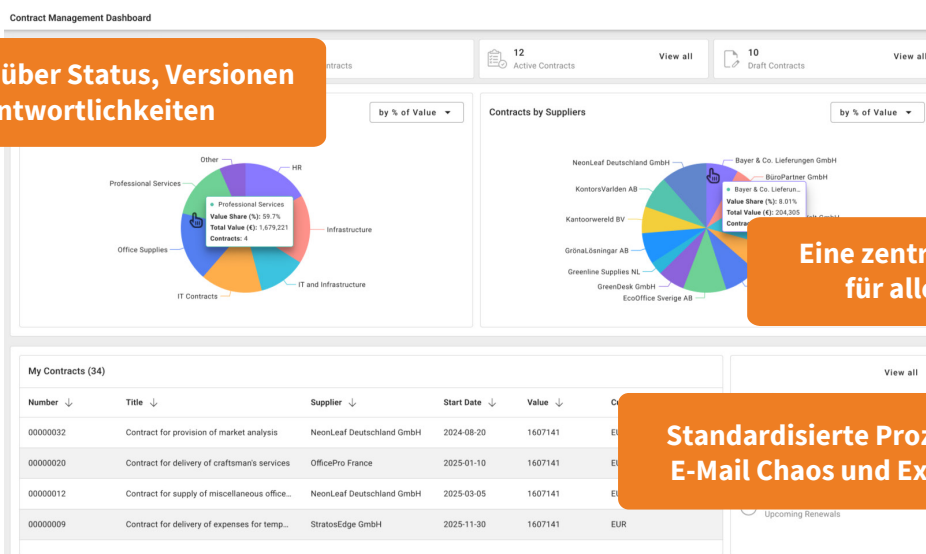 Contract Management Dashboard
über Status, Versionen
12
Active Contracts
View all
10
Draft Contracts
View all
by % of Value
Contracts by Suppliers
by % of Value
Other
HR
Professional Services
Infrastructure
Office Supplies
IT Contracts
IT and Infrastructure
Professional Services
Value Share (%): 59.7%
Total Value (€): 1,679,221
Contracts: 4
NeonLeaf Deutschland GmbH
Bayer & Co. Lieferungen GmbH
BüroPartner GmbH
KontorsVarlden AB
Kantoorwereld BV
GrönaLösningar AB
Greenline Supplies NL
GreenDesk GmbH
EcoOffice Sverige AB
Bayer & Co. Lieferun...
Value Share (%): 8.01%
Total Value (€): 204,305
Eine
für
My Contracts (34)
View all
Number Title Supplier Start Date Value
00000032 Contract for provision of market analysis NeonLeaf Deutschland GmbH 2024-08-20 1607141
00000020 Contract for delivery of craftsman's services OfficePro France 2025-01-10 1607141
00000012 Contract for supply of miscellaneous office... NeonLeaf Deutschland GmbH 2025-03-05 1607141
00000009 Contract for delivery of expenses for temp... StratosEdge GmbH 2025-11-30 1607141 EUR
Standardisierte
E-Mail Chaos und
Upcoming Renewals